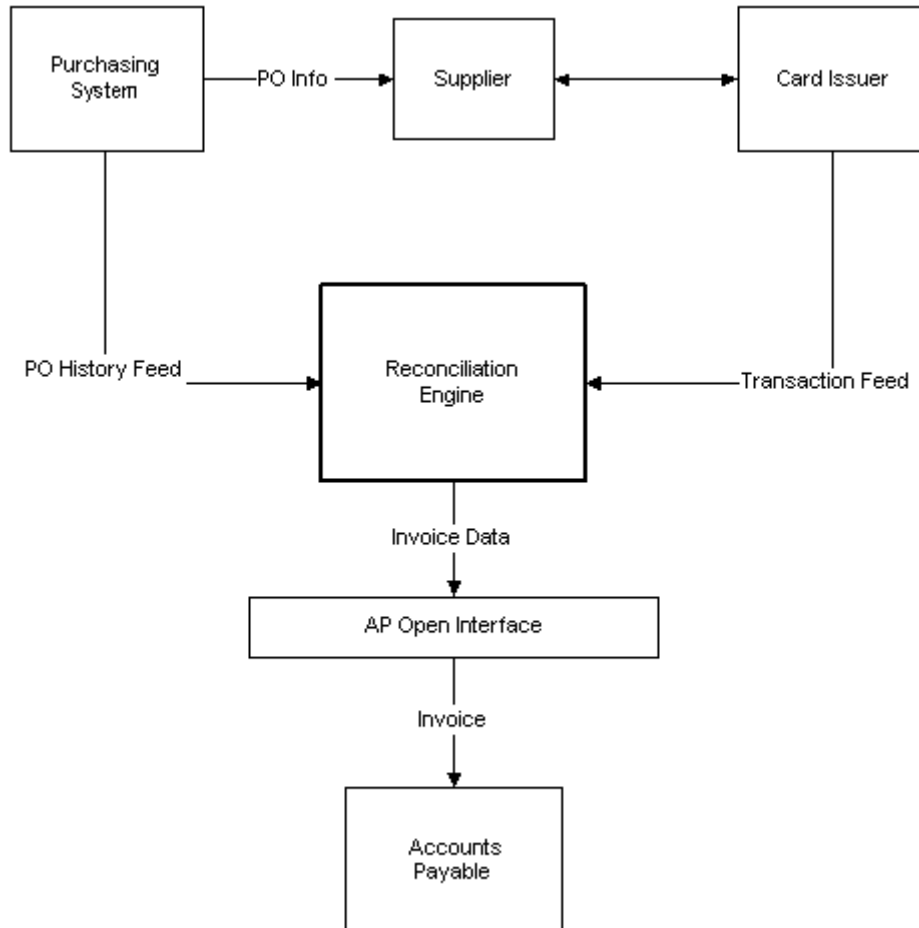 Purchasing
System
PO Info
Supplier
Card Issuer
PO History Feed
Reconciliation
Engine
Transaction Feed
Invoice Data
AP Open Interface
Invoice
Accounts
Payable